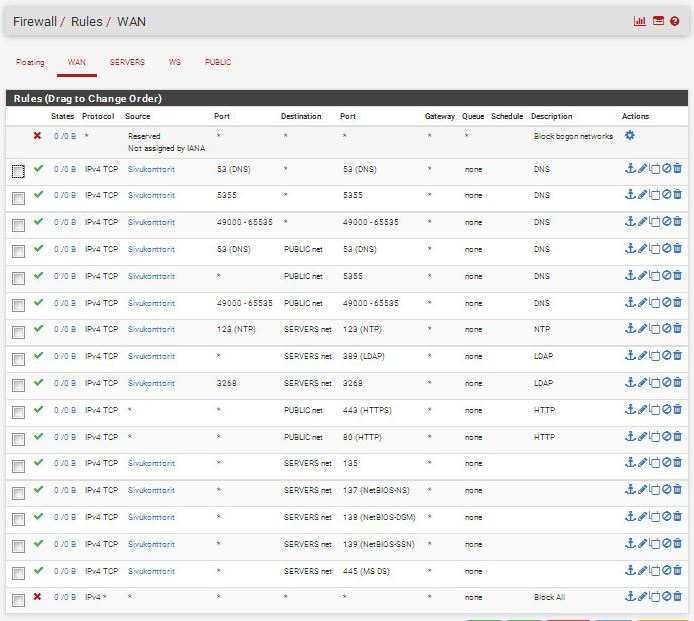 Firewall / Rules / WAN
Floating WAN SERVERS WS PUBLIC
Rules (Drag to Change Order)
States Protocol Source Port Destination Port Gateway Queue Schedule Description Actions
0 /0 B * Reserved Not assigned by IANA * * * * * Block bogon networks
0 /0 B IPv4 TCP Sivukonttorit 53 (DNS) * 53 (DNS) * none DNS
0 /0 B IPv4 TCP Sivukonttorit 5355 * 5355 * none DNS
0 /0 B IPv4 TCP Sivukonttorit 49000 - 65535 * 49000 - 65535 * none DNS
0 /0 B IPv4 TCP Sivukonttorit 53 (DNS) PUBLIC net 53 (DNS) * none DNS
0 /0 B IPv4 TCP Sivukonttorit * PUBLIC net 5355 * none DNS
0 /0 B IPv4 TCP Sivukonttorit 49000 - 65535 PUBLIC net 49000 - 65535 * none DNS
0 /0 B IPv4 TCP Sivukonttorit 123 (NTP) SERVERS net 123 (NTP) * none NTP
0 /0 B IPv4 TCP Sivukonttorit * SERVERS net 389 (LDAP) * none LDAP
0 /0 B IPv4 TCP Sivukonttorit 3268 SERVERS net 3268 * none LDAP
0 /0 B IPv4 TCP * * PUBLIC net 443 (HTTPS) * none HTTP
0 /0 B IPv4 TCP * * PUBLIC net 80 (HTTP) * none HTTP
0 /0 B IPv4 TCP Sivukonttorit * SERVERS net 135 * none
0 /0 B IPv4 TCP Sivukonttorit * SERVERS net 137 (NetBIOS-NS) * none
0 /0 B IPv4 TCP Sivukonttorit * SERVERS net 138 (NetBIOS-DGM) * none
0 /0 B IPv4 TCP Sivukonttorit * SERVERS net 139 (NetBIOS-SSN) * none
0 /0 B IPv4 TCP Sivukonttorit * SERVERS net 445 (MS DS) * none
0 /0 B IPv4 * * * * * * none Block All